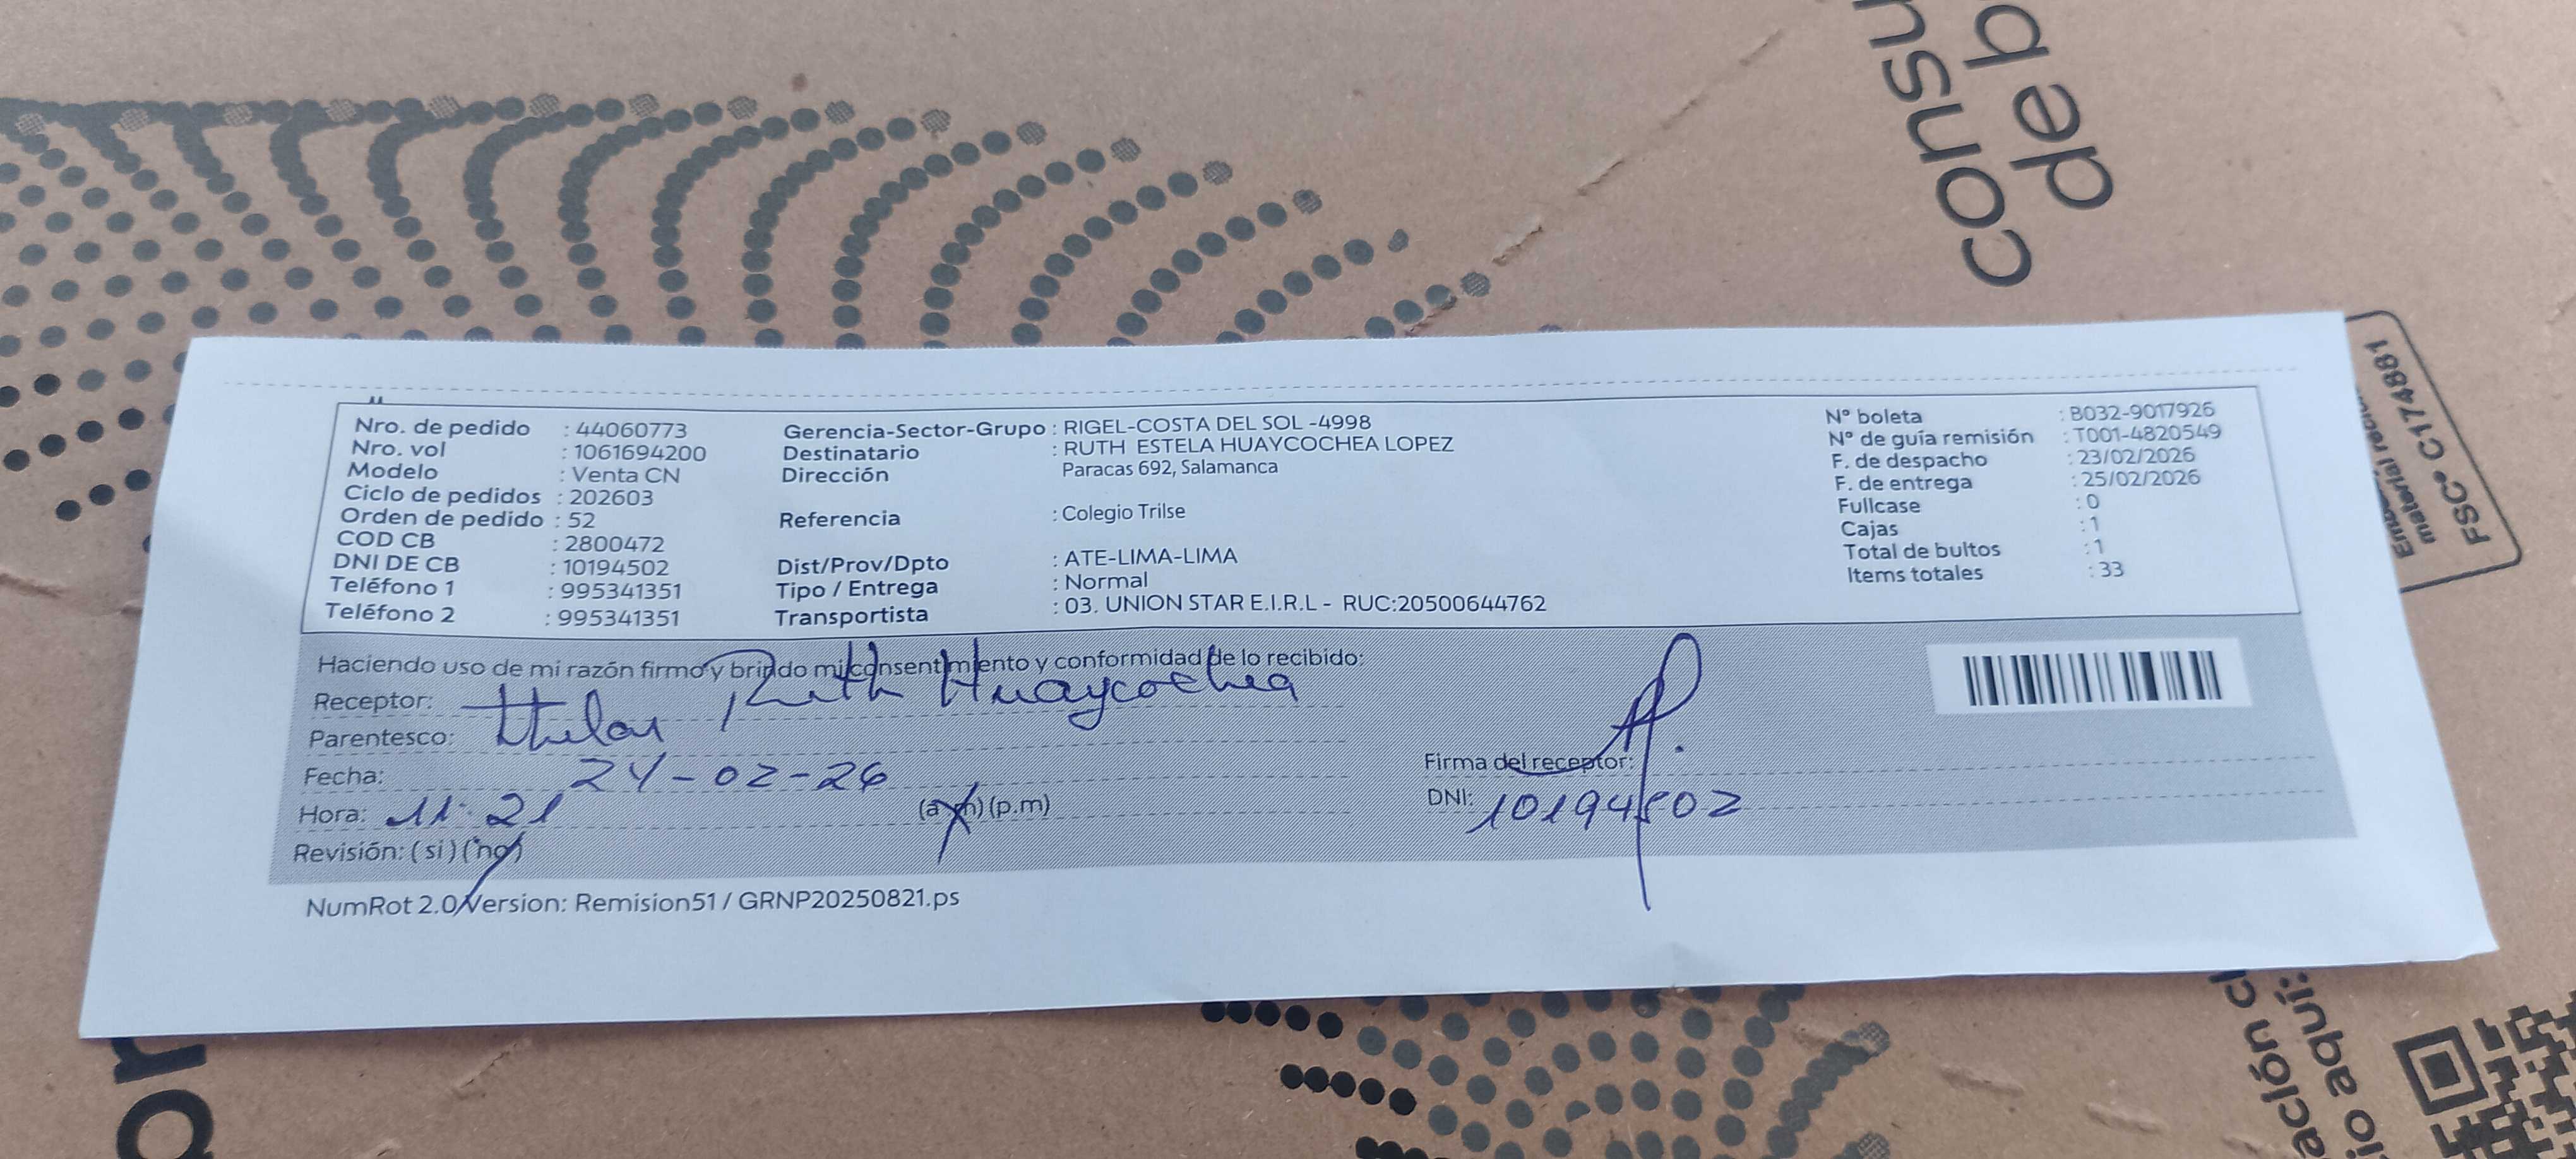 consu
de b
FSC® C174881
Nro. de pedido : 44060773
Nro. vol : 1061694200
Modelo : Venta CN
Ciclo de pedidos : 202603
Orden de pedido : 52
COD CB : 2800472
DNI DE CB : 10194502
Teléfono 1 : 995341351
Teléfono 2 : 995341351
Gerencia-Sector-Grupo : RIGEL-COSTA DEL SOL -4998
Destinatario : RUTH ESTELA HUAYCOCHEA LOPEZ
Dirección Paracas 692, Salamanca
Referencia : Colegio Trilse
Dist/Prov/Dpto : ATE-LIMA-LIMA
Tipo / Entrega : Normal
Transportista : 03. UNION STAR E.I.R.L - RUC:20500644762
N° boleta : B032-9017926
N° de guía remisión : T001-4820549
F. de despacho : 23/02/2026
F. de entrega : 25/02/2026
Fullcase : 0
Cajas : 1
Total de bultos : 1
Items totales : 33
Haciendo uso de mi razón firmo y brindo mi consentimiento y conformidad de lo recibido:
Receptor: Ruth Huaycochea
Parentesco: titular
Fecha: 24-02-26
Hora: 11:21 (a.m) (p.m)
Revisión: (si) (no)
Firma del receptor:
DNI: 10194502
NumRot 2.0/Version: Remision51 / GRNP20250821.ps
por
ación c
io aquí: